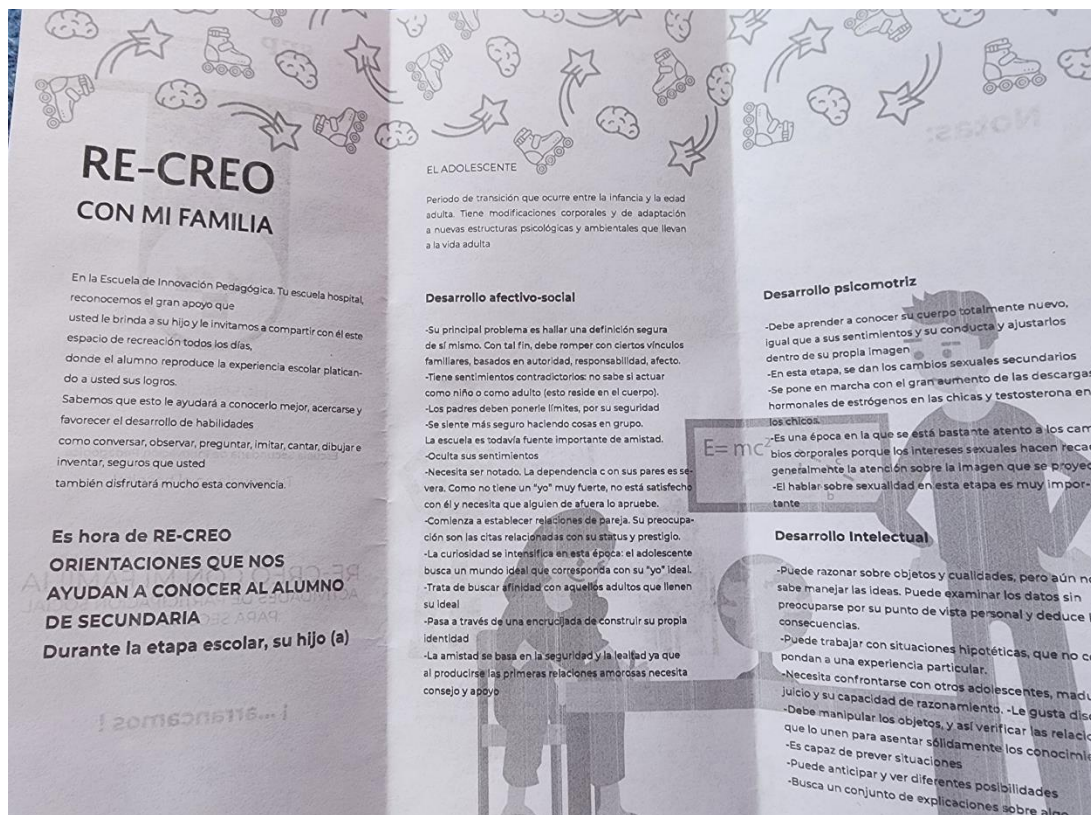 RE-CREO
CON MI FAMILIA
En la Escuela de Innovación Pedagógica. Tu escuela hospital,
reconocemos el gran apoyo que
usted le brinda a su hijo y le invitamos a compartir con él este
espacio de recreación todos los días,
donde el alumno reproduce la experiencia escolar platican-
do a usted sus logros.
Sabemos que esto le ayudará a conocerlo mejor, acercarse y
favorecer el desarrollo de habilidades
como conversar, observar, preguntar, imitar, cantar, dibujar e
inventar, seguros que usted
también disfrutará mucho esta convivencia.
Es hora de RE-CREO
ORIENTACIONES QUE NOS
AYUDAN A CONOCER AL ALUMNO
DE SECUNDARIA
Durante la etapa escolar, su hijo (a)
EL ADOLESCENTE
Periodo de transición que ocurre entre la infancia y la edad
adulta. Tiene modificaciones corporales y de adaptación
a nuevas estructuras psicológicas y ambientales que llevan
a la vida adulta
Desarrollo afectivo-social
-Su principal problema es hallar una definición segura
de sí mismo. Con tal fin, debe romper con ciertos vínculos
familiares, basados en autoridad, responsabilidad, afecto.
-Tiene sentimientos contradictorios: no sabe si actuar
como niño o como adulto (esto reside en el cuerpo).
-Los padres deben ponerle límites, por su seguridad
-Se siente más seguro haciendo cosas en grupo.
La escuela es todavía fuente importante de amistad.
-Oculta sus sentimientos
-Necesita ser notado. La dependencia c on sus pares es se-
vera. Como no tiene un "yo" muy fuerte, no está satisfecho
con él y necesita que alguien de afuera lo apruebe.
-Comienza a establecer relaciones de pareja. Su preocupa-
ción son las citas relacionadas con su status y prestigio.
-La curiosidad se intensifica en esta época: el adolescente
busca un mundo ideal que corresponda con su "yo" ideal.
-Trata de buscar afinidad con aquellos adultos que llenen
su ideal
-Pasa a través de una encrucijada de construir su propia
identidad
-La amistad se basa en la seguridad y la lealtad ya que
al producirse las primeras relaciones amorosas necesita
consejo y apoyo
Notas:
Desarrollo psicomotriz
-Debe aprender a conocer su cuerpo totalmente nuevo,
igual que a sus sentimientos y su conducta y ajustarlos
dentro de su propia imagen
-En esta etapa, se dan los cambios sexuales secundarios
-Se pone en marcha con el gran aumento de las descargas
hormonales de estrógenos en las chicas y testosterona en
los chicos.
-Es una época en la que se está bastante atento a los cam
bios corporales porque los intereses sexuales hacen recae
generalmente la atención sobre la imagen que se proyec
-El hablar sobre sexualidad en esta etapa es muy impor-
tante
E= mc²
Desarrollo Intelectual
-Puede razonar sobre objetos y cualidades, pero aún no
sabe manejar las ideas. Puede examinar los datos sin
preocuparse por su punto de vista personal y deduce
consecuencias.
-Puede trabajar con situaciones hipotéticas, que no co
pondan a una experiencia particular.
-Necesita confrontarse con otros adolescentes, madu
juicio y su capacidad de razonamiento. -Le gusta disc
-Debe manipular los objetos, y así verificar las relacio
que lo unen para asentar sólidamente los conocimie
-Es capaz de prever situaciones
-Puede anticipar y ver diferentes posibilidades
-Busca un conjunto de explicaciones sobre algo